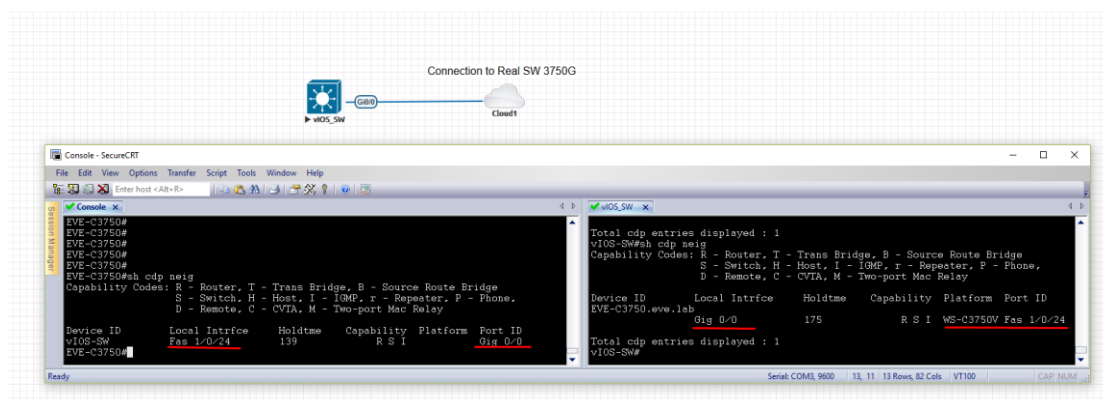 Connection to Real SW 3750G
Gi0/0
vIOS_SW
Cloud1
Console - SecureCRT
File Edit View Options Transfer Script Tools Window Help
Enter host <Alt+R>
Session Manager
Console
EVE-C3750#
EVE-C3750#
EVE-C3750#
EVE-C3750#
EVE-C3750#
EVE-C3750#sh cdp neig
Capability Codes: R - Router, T - Trans Bridge, B - Source Route Bridge
S - Switch, H - Host, I - IGMP, r - Repeater, P - Phone,
D - Remote, C - CVTA, M - Two-port Mac Relay
Device ID Local Intrfce Holdtme Capability Platform Port ID
vIOS-SW Fas 1/0/24 139 R S I Gig 0/0
EVE-C3750#
vIOS_SW
Total cdp entries displayed : 1
vIOS-SW#sh cdp neig
Capability Codes: R - Router, T - Trans Bridge, B - Source Route Bridge
S - Switch, H - Host, I - IGMP, r - Repeater, P - Phone,
D - Remote, C - CVTA, M - Two-port Mac Relay
Device ID Local Intrfce Holdtme Capability Platform Port ID
EVE-C3750.eve.lab
Gig 0/0 175 R S I WS-C3750V Fas 1/0/24
Total cdp entries displayed : 1
vIOS-SW#
Ready
Serial: COM3, 9600 13, 11 13 Rows, 82 Cols VT100 CAP NUM